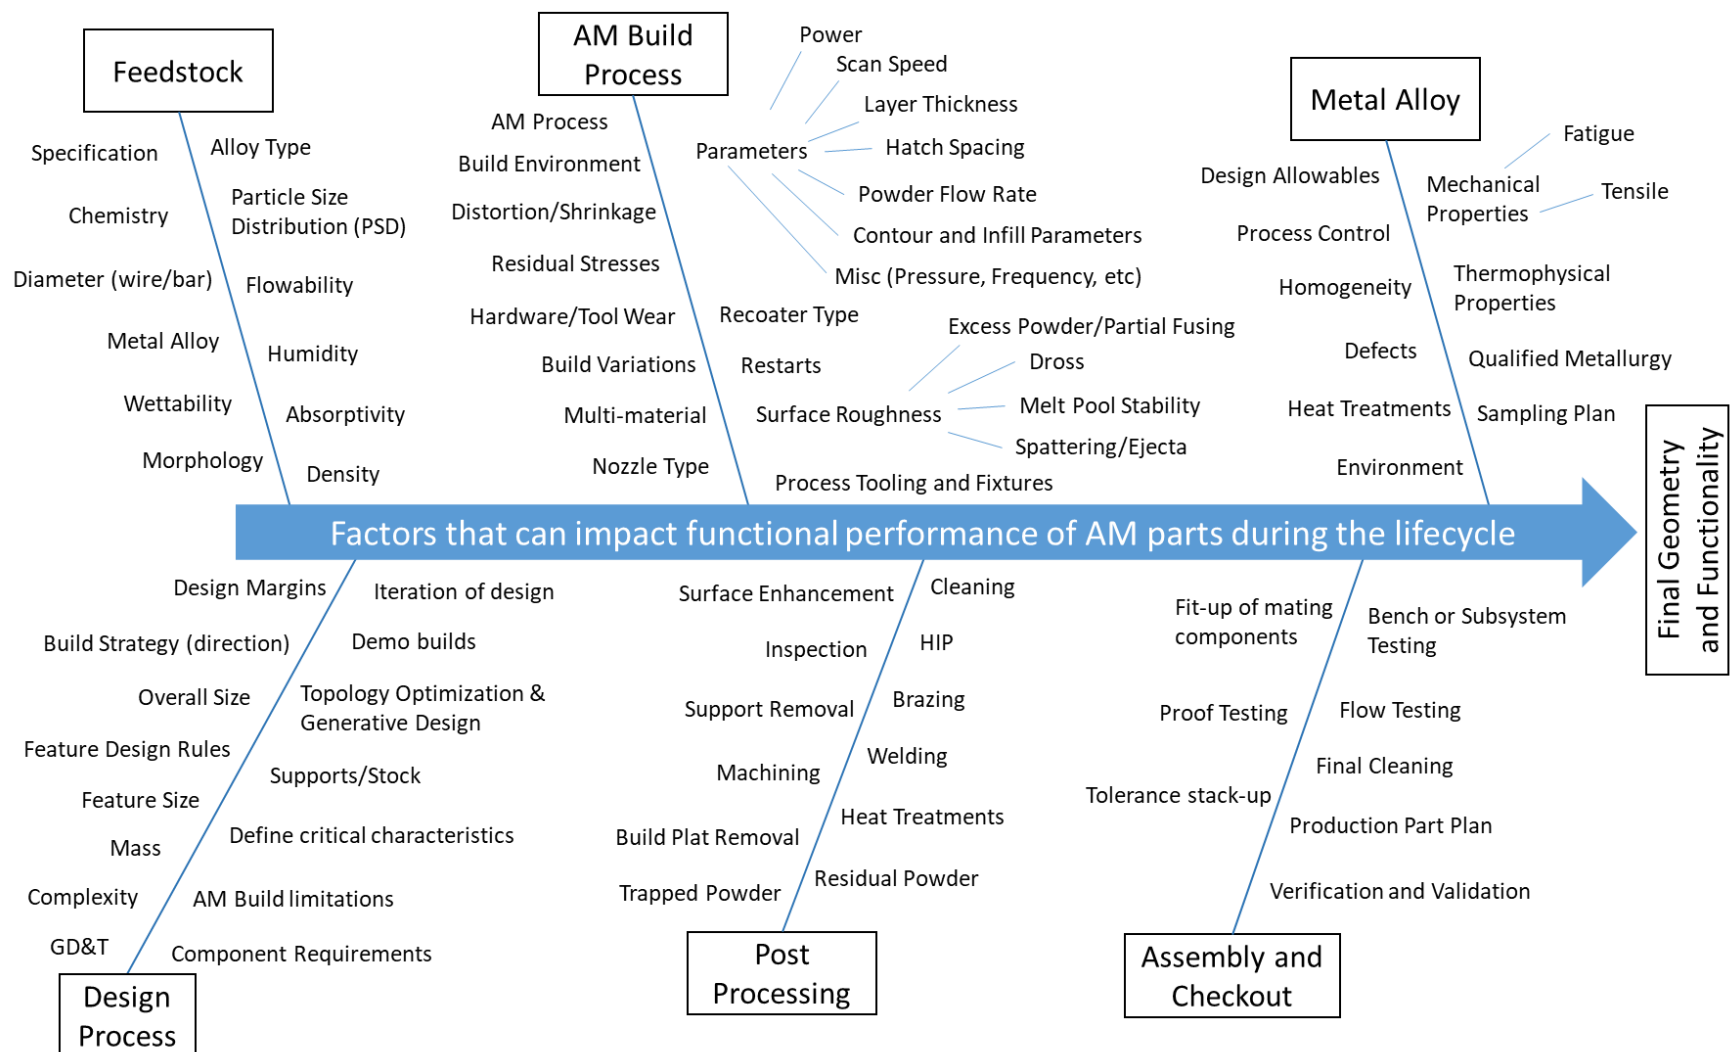 Feedstock
Specification
Alloy Type
Chemistry
Particle Size
Distribution (PSD)
Diameter (wire/bar)
Flowability
Metal Alloy
Humidity
Wettability
Absorptivity
Morphology
Density
AM Build
Process
AM Process
Build Environment
Distortion/Shrinkage
Residual Stresses
Hardware/Tool Wear
Build Variations
Multi-material
Nozzle Type
Parameters
Power
Scan Speed
Layer Thickness
Hatch Spacing
Powder Flow Rate
Contour and Infill Parameters
Misc (Pressure, Frequency, etc)
Recoater Type
Restarts
Surface Roughness
Excess Powder/Partial Fusing
Dross
Melt Pool Stability
Spattering/Ejecta
Process Tooling and Fixtures
Metal Alloy
Design Allowables
Process Control
Homogeneity
Defects
Heat Treatments
Environment
Mechanical
Properties
Fatigue
Tensile
Thermophysical
Properties
Qualified Metallurgy
Sampling Plan
Factors that can impact functional performance of AM parts during the lifecycle
Final Geometry
and Functionality
Design Margins
Build Strategy (direction)
Overall Size
Feature Design Rules
Feature Size
Mass
Complexity
GD&T
Iteration of design
Demo builds
Topology Optimization &
Generative Design
Supports/Stock
Define critical characteristics
AM Build limitations
Component Requirements
Design
Process
Surface Enhancement
Inspection
Support Removal
Machining
Build Plat Removal
Trapped Powder
Cleaning
HIP
Brazing
Welding
Heat Treatments
Residual Powder
Post
Processing
Fit-up of mating
components
Proof Testing
Tolerance stack-up
Bench or Subsystem
Testing
Flow Testing
Final Cleaning
Production Part Plan
Verification and Validation
Assembly and
Checkout